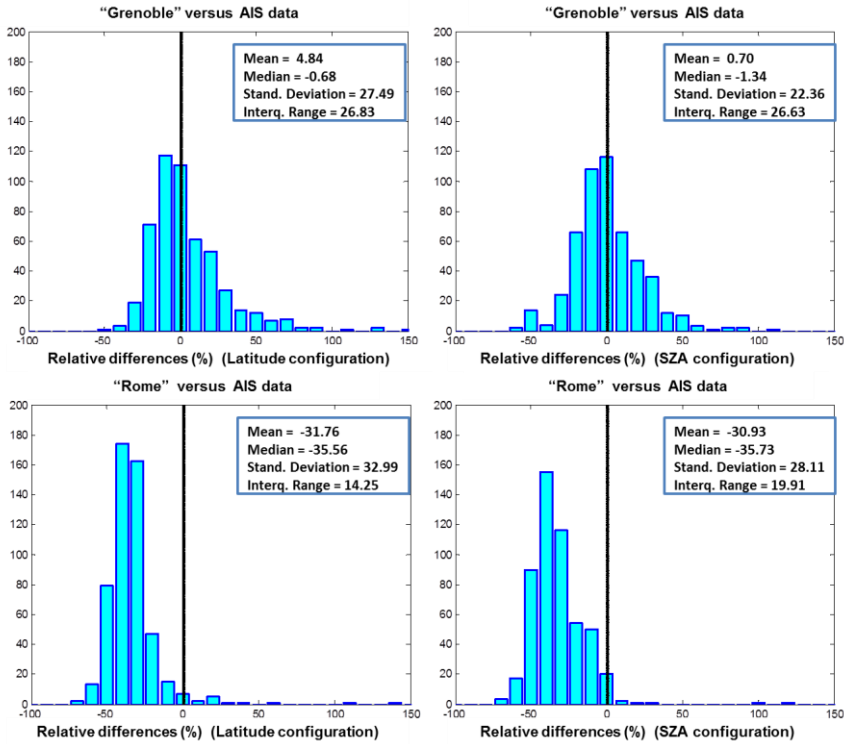 “Grenoble” versus AIS data
200
180
160
140
120
100
80
60
40
20
0
Mean = 4.84
Median = -0.68
Stand. Deviation = 27.49
Interq. Range = 26.83
-100 -50 0 50 100 150
Relative differences (%) (Latitude configuration)
“Grenoble” versus AIS data
200
180
160
140
120
100
80
60
40
20
0
Mean = 0.70
Median = -1.34
Stand. Deviation = 22.36
Interq. Range = 26.63
-100 -50 0 50 100 150
Relative differences (%) (SZA configuration)
“Rome” versus AIS data
200
180
160
140
120
100
80
60
40
20
0
Mean = -31.76
Median = -35.56
Stand. Deviation = 32.99
Interq. Range = 14.25
-100 -50 0 50 100 150
Relative differences (%) (Latitude configuration)
“Rome” versus AIS data
200
180
160
140
120
100
80
60
40
20
0
Mean = -30.93
Median = -35.73
Stand. Deviation = 28.11
Interq. Range = 19.91
-100 -50 0 50 100 150
Relative differences (%) (SZA configuration)